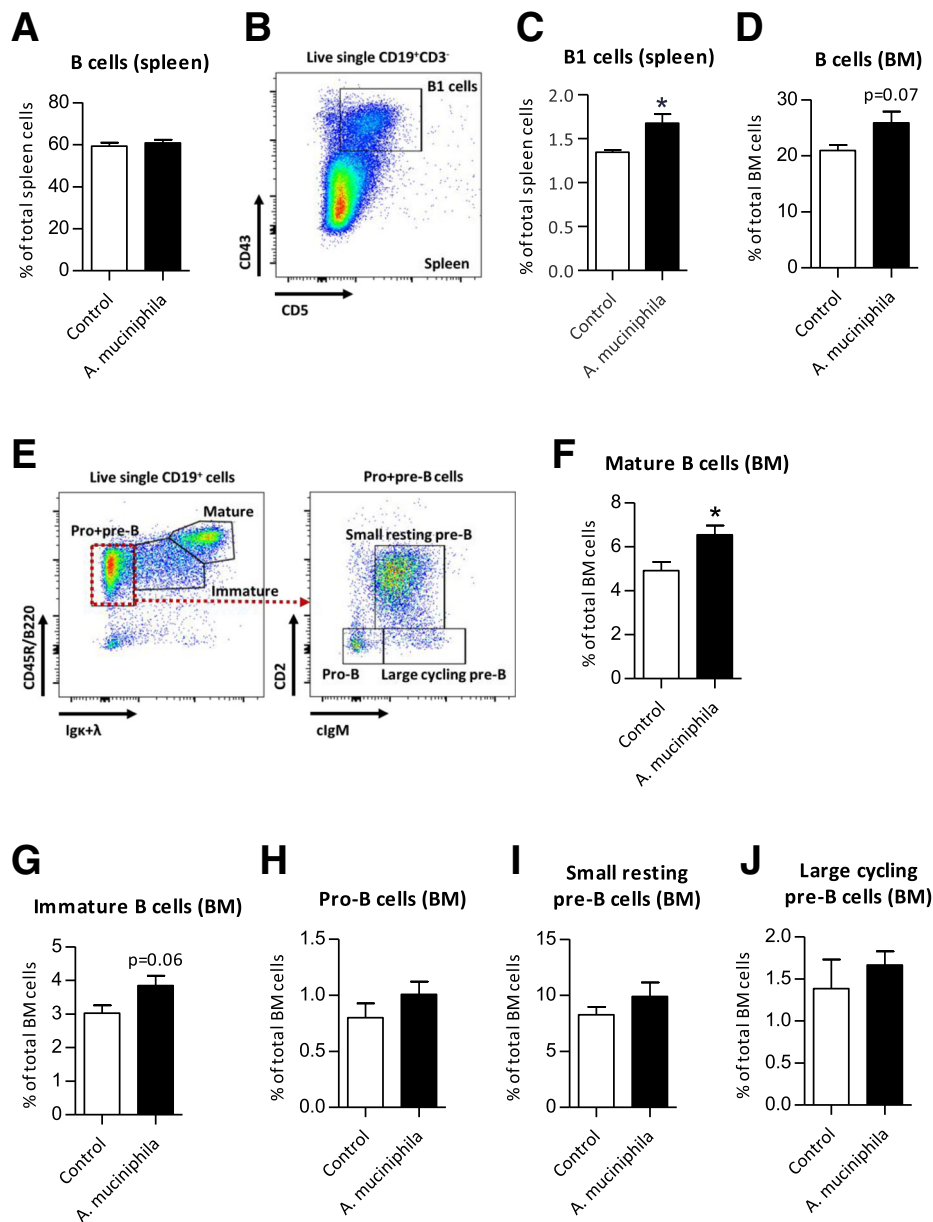 A
B cells (spleen)
% of total spleen cells
80
60
40
20
0
Control
A. muciniphila
B
Live single CD19⁺CD3⁻
B1 cells
Spleen
CD43
CD5
C
B1 cells (spleen)
% of total spleen cells
2.0
1.5
1.0
0.5
0.0
*
Control
A. muciniphila
D
B cells (BM)
% of total BM cells
30
20
10
0
p=0.07
Control
A. muciniphila
E
Live single CD19⁺ cells
Pro+pre-B
Mature
Immature
CD45R/B220
Igκ+λ
Pro+pre-B cells
Small resting pre-B
Pro-B
Large cycling pre-B
CD2
cIgM
F
Mature B cells (BM)
% of total BM cells
8
6
4
2
0
*
Control
A. muciniphila
G
Immature B cells (BM)
% of total BM cells
5
4
3
2
1
0
p=0.06
Control
A. muciniphila
H
Pro-B cells (BM)
% of total BM cells
1.5
1.0
0.5
0.0
Control
A. muciniphila
I
Small resting
pre-B cells (BM)
% of total BM cells
15
10
5
0
Control
A. muciniphila
J
Large cycling
pre-B cells (BM)
% of total BM cells
2.0
1.5
1.0
0.5
0.0
Control
A. muciniphila